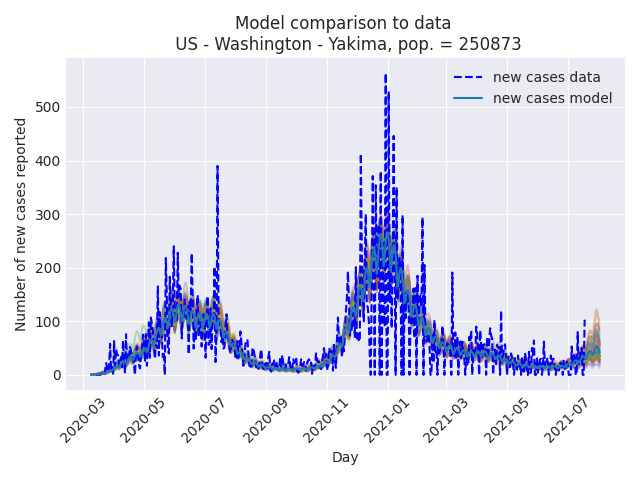 Model comparison to data
US - Washington - Yakima, pop. = 250873
new cases data
new cases model
Number of new cases reported
500
400
300
200
100
0
2020-03
2020-05
2020-07
2020-09
2020-11
2021-01
2021-03
2021-05
2021-07
Day